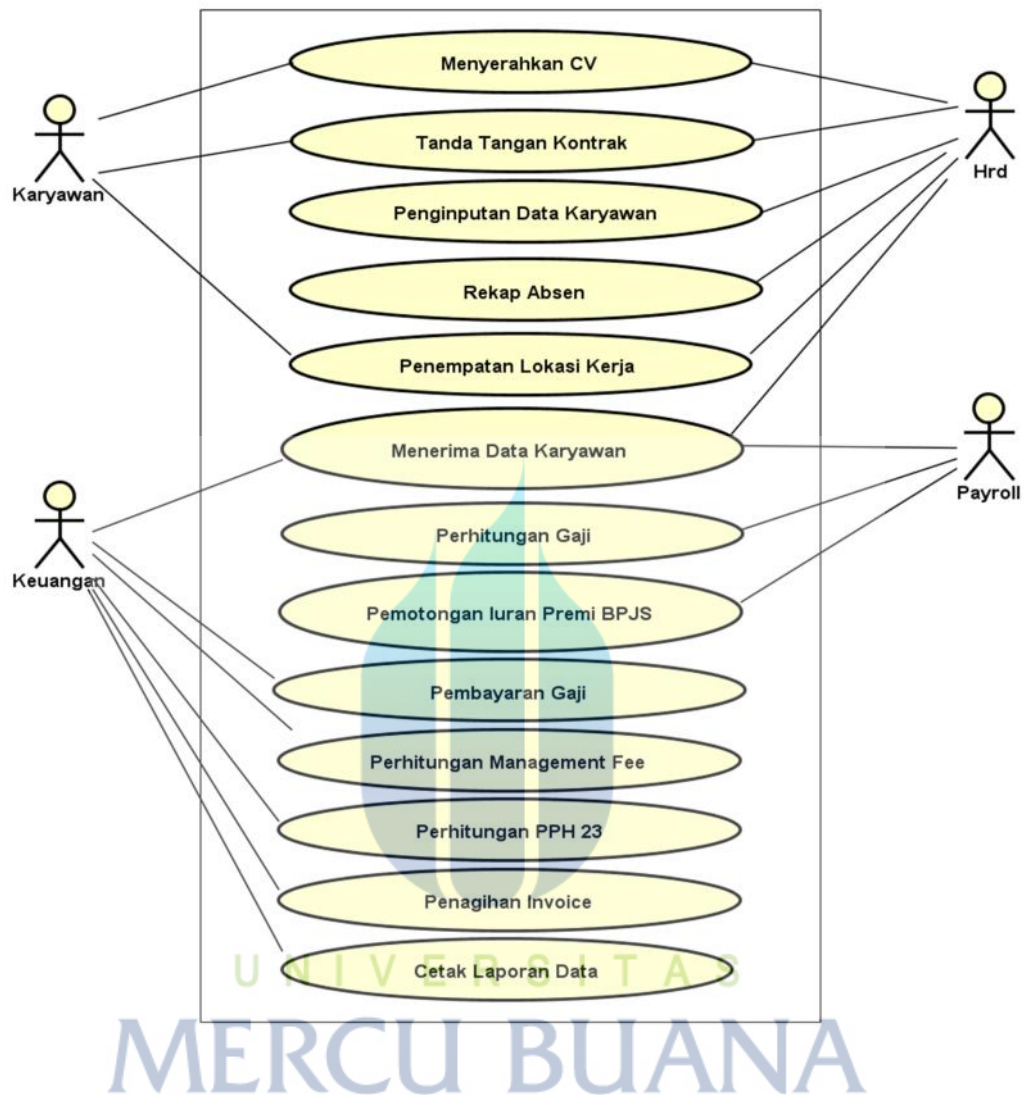 Menyerahkan CV
Karyawan
Tanda Tangan Kontrak
Hrd
Penginputan Data Karyawan
Rekap Absen
Penempatan Lokasi Kerja
Menerima Data Karyawan
Payroll
Perhitungan Gaji
Keuangan
Pemotongan Iuran Premi BPJS
Pembayaran Gaji
Perhitungan Management Fee
Perhitungan PPH 23
Penagihan Invoice
Cetak Laporan Data
UNIVERSITAS
MERCU BUANA